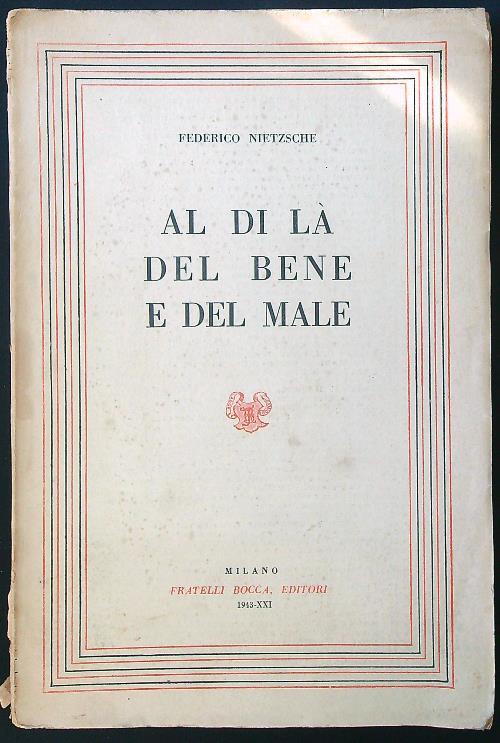 FEDERICO NIETZSCHE
AL DI LÀ
DEL BENE
E DEL MALE
MILANO
FRATELLI BOCCA, EDITORI
1943-XXI